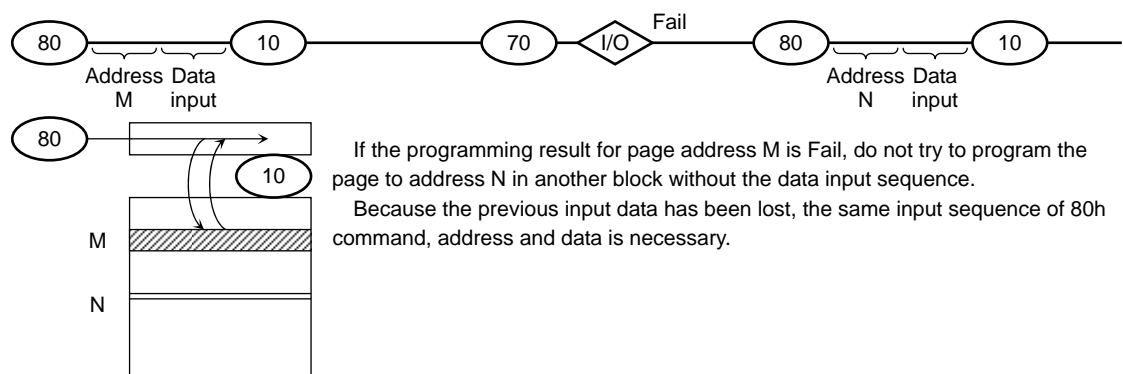 Fail
80 10 70 I/O 80 10
Address Data Address Data
M input N input
80
If the programming result for page address M is Fail, do not try to program the
10
page to address N in another block without the data input sequence.
Because the previous input data has been lost, the same input sequence of 80h
M
command, address and data is necessary.
N